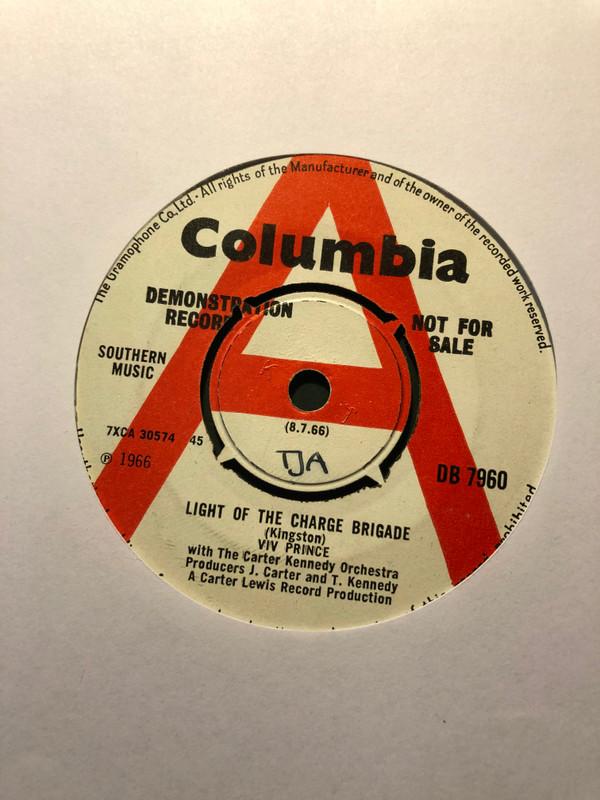 The Gramophone Co. Ltd. · All rights of the Manufacturer and of the owner of the recorded work reserved.
Columbia
DEMONSTRATION
RECORD
NOT FOR
SALE
SOUTHERN
MUSIC
7XCA 30574 45
℗ 1966
(8.7.66)
TJA
DB 7960
LIGHT OF THE CHARGE BRIGADE
(Kingston)
VIV PRINCE
with The Carter Kennedy Orchestra
Producers J. Carter and T. Kennedy
A Carter Lewis Record Production